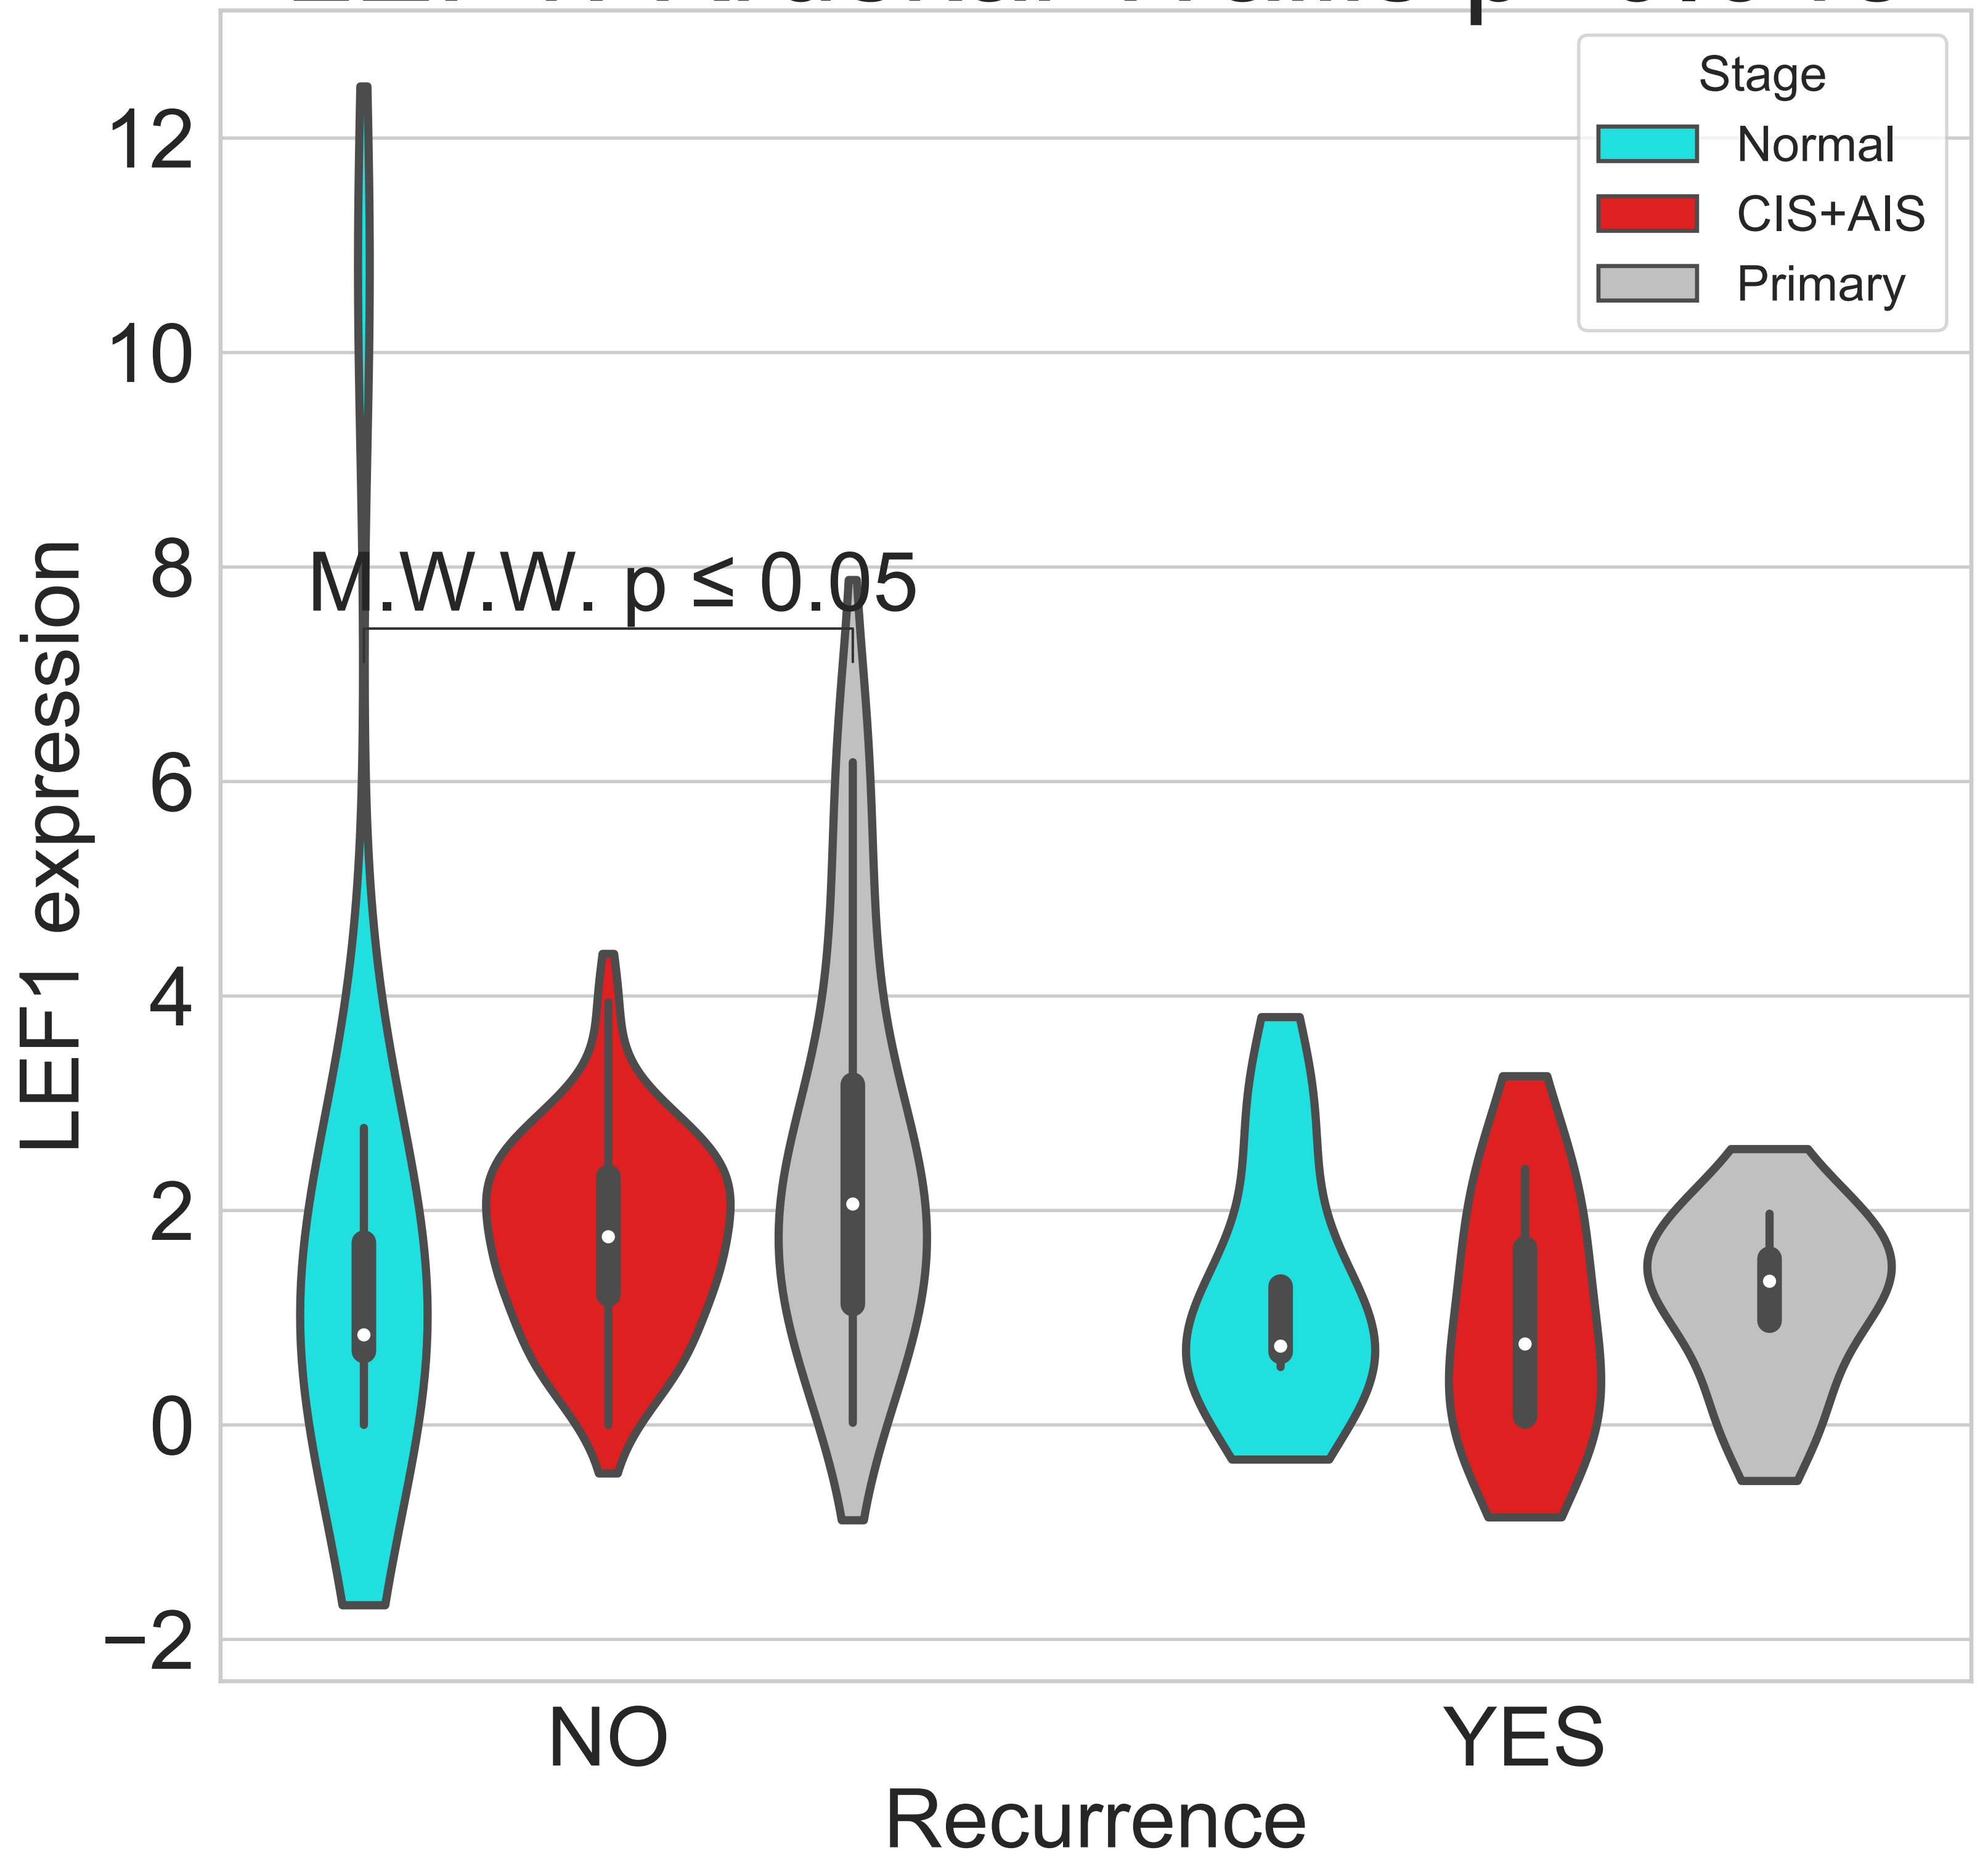 12
10
8
6
4
2
0
−2
LEF1 expression
Stage
Normal
CIS+AIS
Primary
M.W.W. p ≤ 0.05
NO
YES
Recurrence